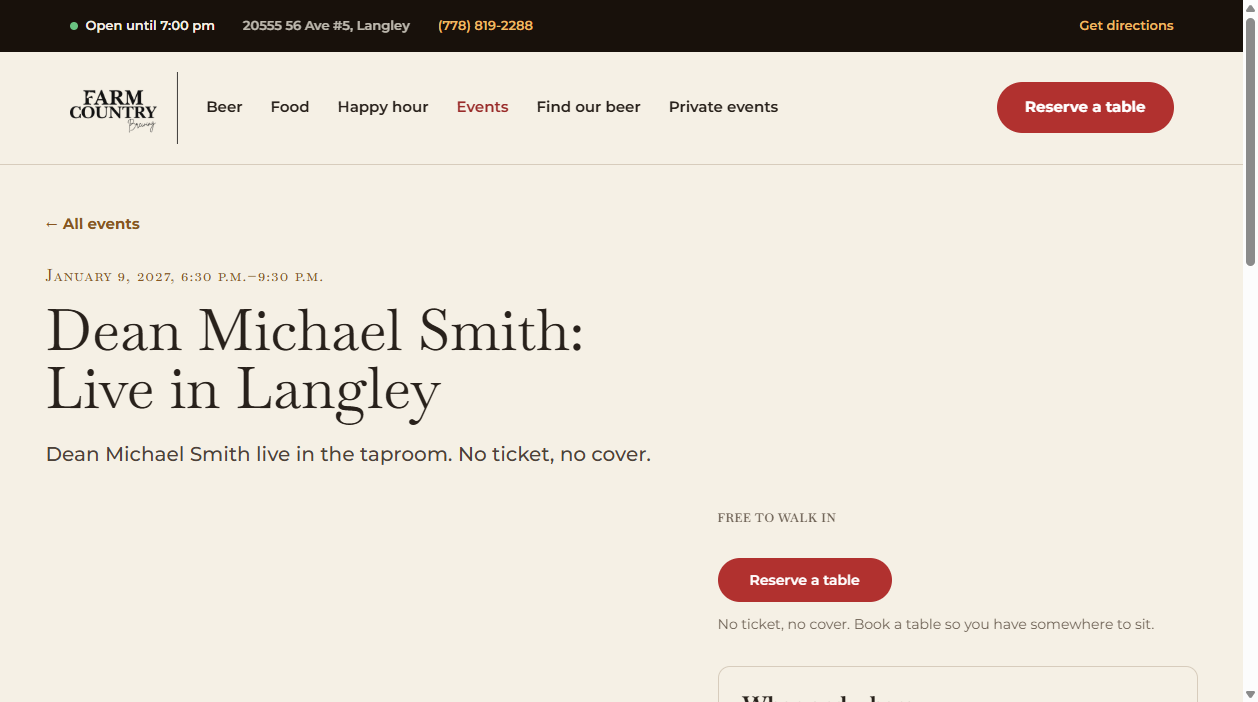 Open until 7:00 pm
20555 56 Ave #5, Langley
(778) 819-2288
Get directions
FARM
COUNTRY
Brewing
Beer
Food
Happy hour
Events
Find our beer
Private events
Reserve a table
← All events
January 9, 2027, 6:30 p.m.–9:30 p.m.
Dean Michael Smith:
Live in Langley
Dean Michael Smith live in the taproom. No ticket, no cover.
FREE TO WALK IN
Reserve a table
No ticket, no cover. Book a table so you have somewhere to sit.